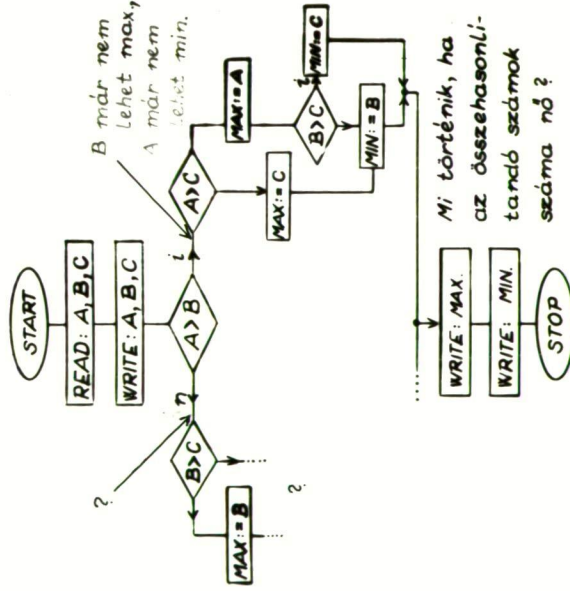 START
READ: A, B, C
WRITE: A, B, C
A>B
i
n
B már nem
lehet max,
A már nem
lehet min.
A>C
MAX:=A
MAX:=C
B>C
i
MIN:=C
MIN:=B
?
B>C
MAX:=B
?
WRITE: MAX.
WRITE: MIN.
STOP
Mi történik, ha
az összehasonlí-
tandó számok
száma nő?